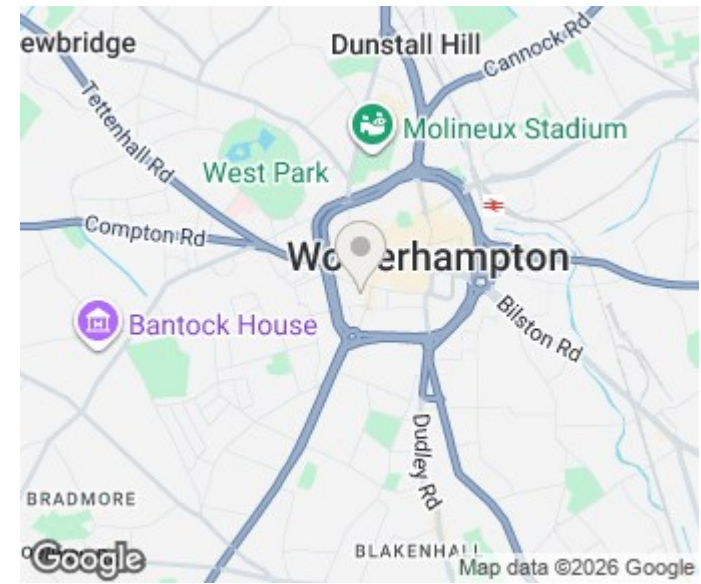 ewbridge
Dunstall Hill
Cannock Rd
Tettenhall Rd
Molineux Stadium
West Park
Compton Rd
Wo erhampton
Bantock House
Bilston Rd
Dudley Rd
BRADMORE
BLAKENHALL
Google
Map data ©2026 Google